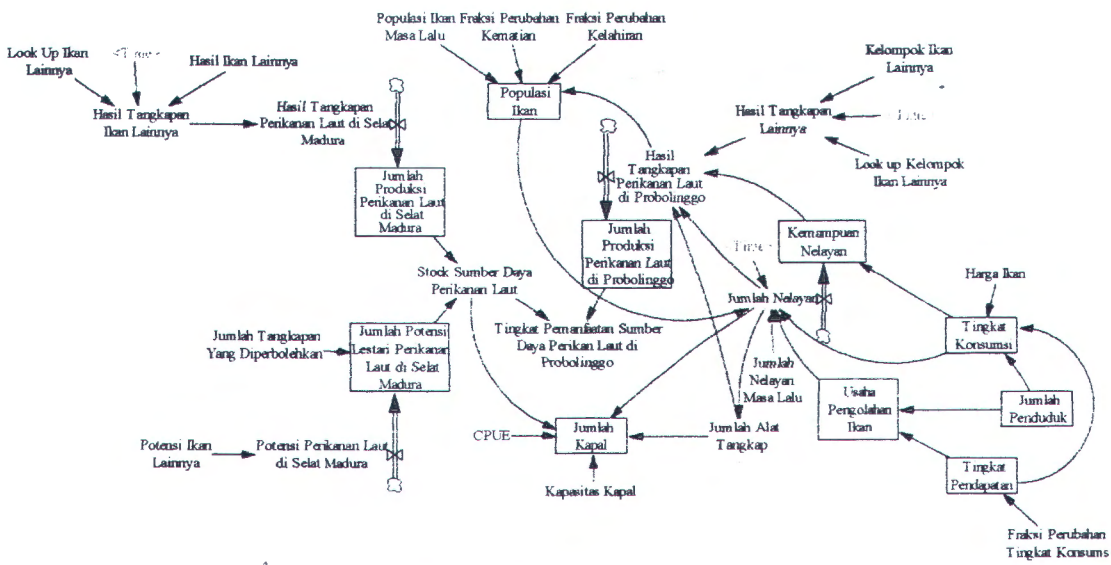 Populasi Ikan
Masa Lalu
Fraksi Perubahan
Kematian
Fraksi Perubahan
Kelahiran
Look Up Ikan
Lainnya
Hasil Ikan Lainnya
Kelompok Ikan
Lainnya
Populasi
Ikan
Hasil Tangkapan
Ikan Lainnya
Hasil Tangkapan
Perikanan Laut di Selat
Madura
Hasil Tangkapan
Lainnya
Time
Look up Kelompok
Ikan Lainnya
Hasil
Tangkapan
Perikanan Laut
di Probolinggo
Jumlah
Produksi
Perikanan Laut
di Selat
Madura
Jumlah
Produksi
Perikanan Laut
di Probolinggo
Time
Kemampuan
Nelayan
Stock Sumber Daya
Perikanan Laut
Jumlah Nelayan
Harga Ikan
Jumlah Tangkapan
Yang Diperbolehkan
Jumlah Potensi
Lestari Perikanan
Laut di Selat
Madura
Tingkat Pemanfaatan Sumber
Daya Perikan Laut di
Probolinggo
Tingkat
Konsumsi
Jumlah
Nelayan
Masa Lalu
Usaha
Pengolahan
Ikan
Jumlah
Penduduk
Potensi Ikan
Lainnya
Potensi Perikanan Laut
di Selat Madura
CPUE
Jumlah
Kapal
Jumlah Alat
Tangkap
Tingkat
Pendapatan
Kapasitas Kapal
Fraksi Perubahan
Tingkat Konsums